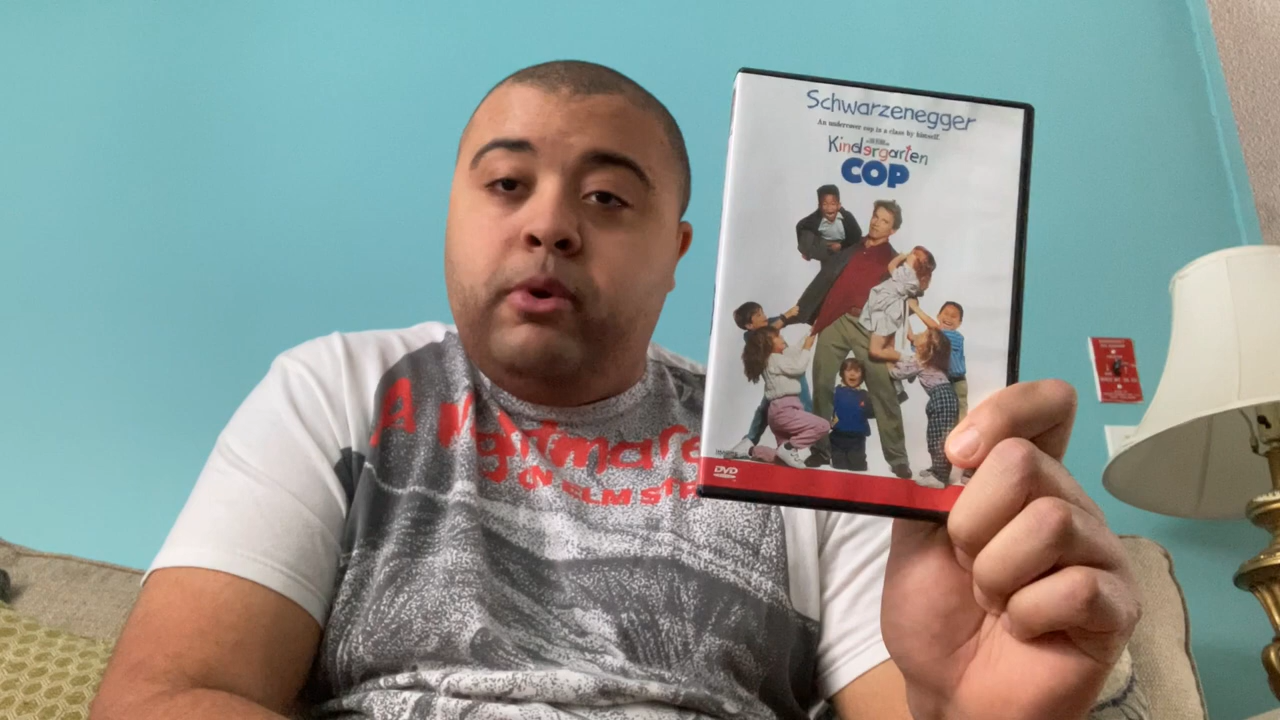 Schwarzenegger
An undercover cop in a class by himself.
Kindergarten
COP
DVD
A Nightmare
ON ELM STR